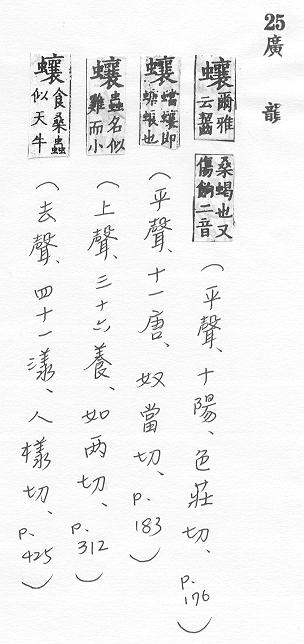 25 廣韻
蠰 爾雅云齧桑蝎也又傷餉二音(平聲、十陽、色莊切、p.176)
蠰 蟷蠰即螗蜋也(平聲、十一唐、奴當切、p.183)
蠰 蟲名似雞而小(上聲、三十六養、如兩切、p.312)
蠰 食桑蟲似天牛(去聲、四十一漾、人樣切、p.425)